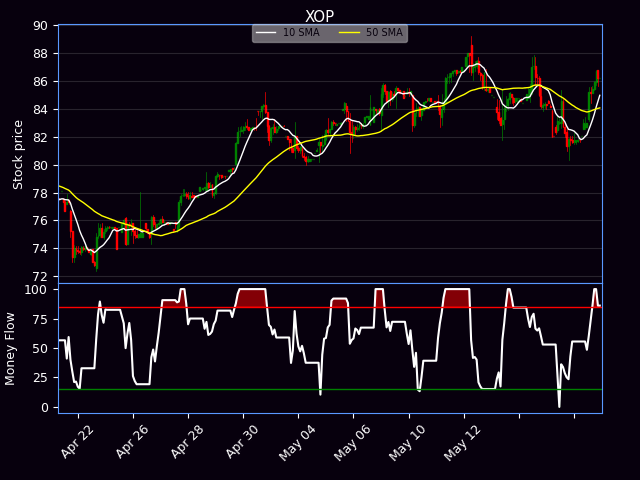 XOP
10 SMA
50 SMA
Stock price
90
88
86
84
82
80
78
76
74
72
Money Flow
100
75
50
25
0
Apr 22
Apr 26
Apr 28
Apr 30
May 04
May 06
May 10
May 12